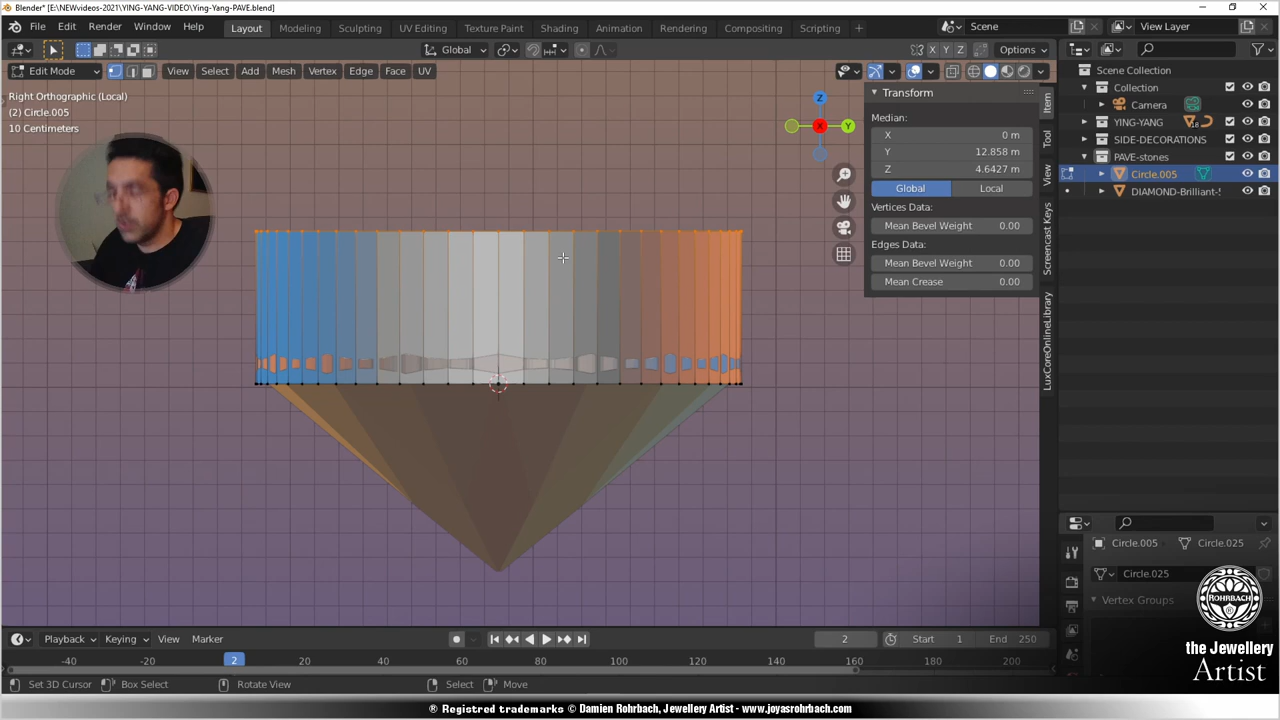 Blender* [E:\NEWvideos-2021\YING-YANG-VIDEO\Ying-Yang-PAVE.blend]
File Edit Render Window Help Layout Modeling Sculpting UV Editing Texture Paint Shading Animation Rendering Compositing Scripting + Scene View Layer
Global X Y Z Options
Edit Mode View Select Add Mesh Vertex Edge Face UV
Right Orthographic (Local)
(2) Circle.005
10 Centimeters
Z
X
Y
Transform
Median:
X 0 m
Y 12.858 m
Z 4.6427 m
Global Local
Vertices Data:
Mean Bevel Weight 0.00
Edges Data:
Mean Bevel Weight 0.00
Mean Crease 0.00
Item
Tool
View
Screencast Keys
LuxCoreOnlineLibrary
Scene Collection
Collection
Camera
YING-YANG 18
SIDE-DECORATIONS
PAVE-stones
Circle.005
DIAMOND-Brilliant-
Circle.005 Circle.025
Circle.025
Vertex Groups
ROHRBACH
the Jewellery
Artist
Playback Keying View Marker 2 Start 1 End 250
-40 -20 2 20 40 60 80 100 120 140 160 180 200
Set 3D Cursor Box Select Rotate View Select Move
® Registered trademarks © Damien Rohrbach, Jewellery Artist - www.joyasrohrbach.com